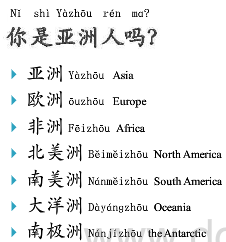 Nǐ shì Yàzhōu rén ma?
你是亚洲人吗?
亚洲 Yàzhōu Asia
欧洲 ōuzhōu Europe
非洲 Fēizhōu Africa
北美洲 Běiměizhōu North America
南美洲 Nánměizhōu South America
大洋洲 Dàyángzhōu Oceania
南极洲 Nánjízhōu the Antarctic